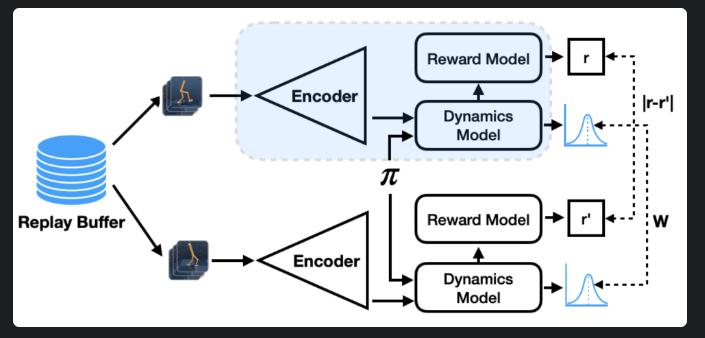 Reward Model
r
Encoder
|r-r'|
Dynamics
Model
π
Replay Buffer
Reward Model
r'
W
Encoder
Dynamics
Model